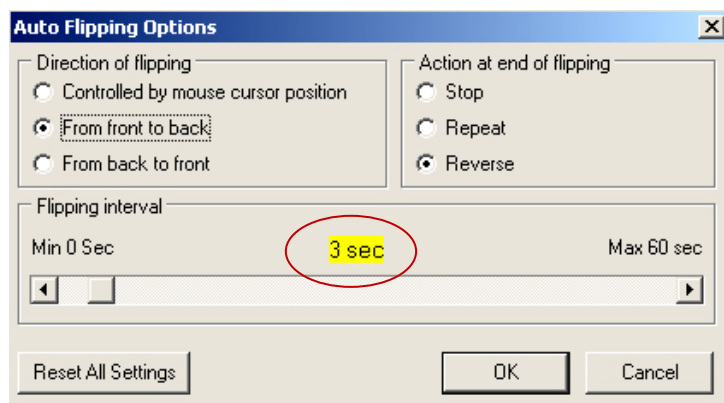 Auto Flipping Options
Direction of flipping
Controlled by mouse cursor position
From front to back
From back to front
Action at end of flipping
Stop
Repeat
Reverse
Flipping interval
Min 0 Sec
3 sec
Max 60 sec
Reset All Settings
OK
Cancel